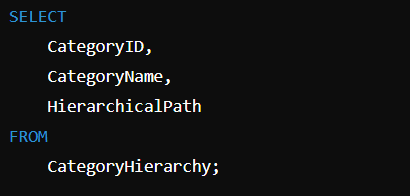 SELECT
    CategoryID,
    CategoryName,
    HierarchicalPath
FROM
    CategoryHierarchy;